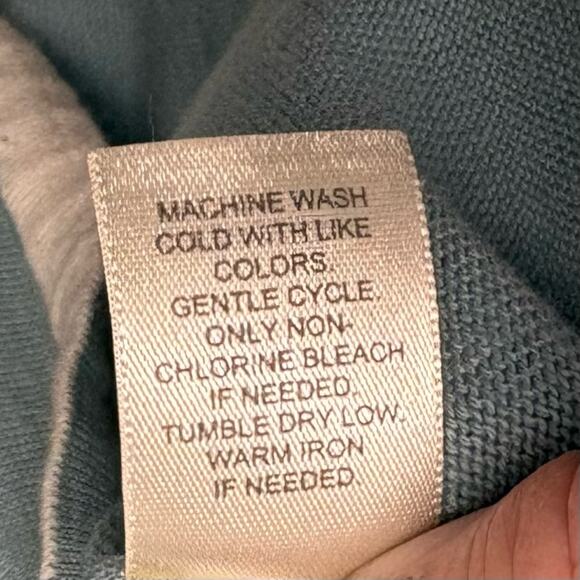 MACHINE WASH
COLD WITH LIKE
COLORS.
GENTLE CYCLE.
ONLY NON-
CHLORINE BLEACH
IF NEEDED.
TUMBLE DRY LOW.
WARM IRON
IF NEEDED